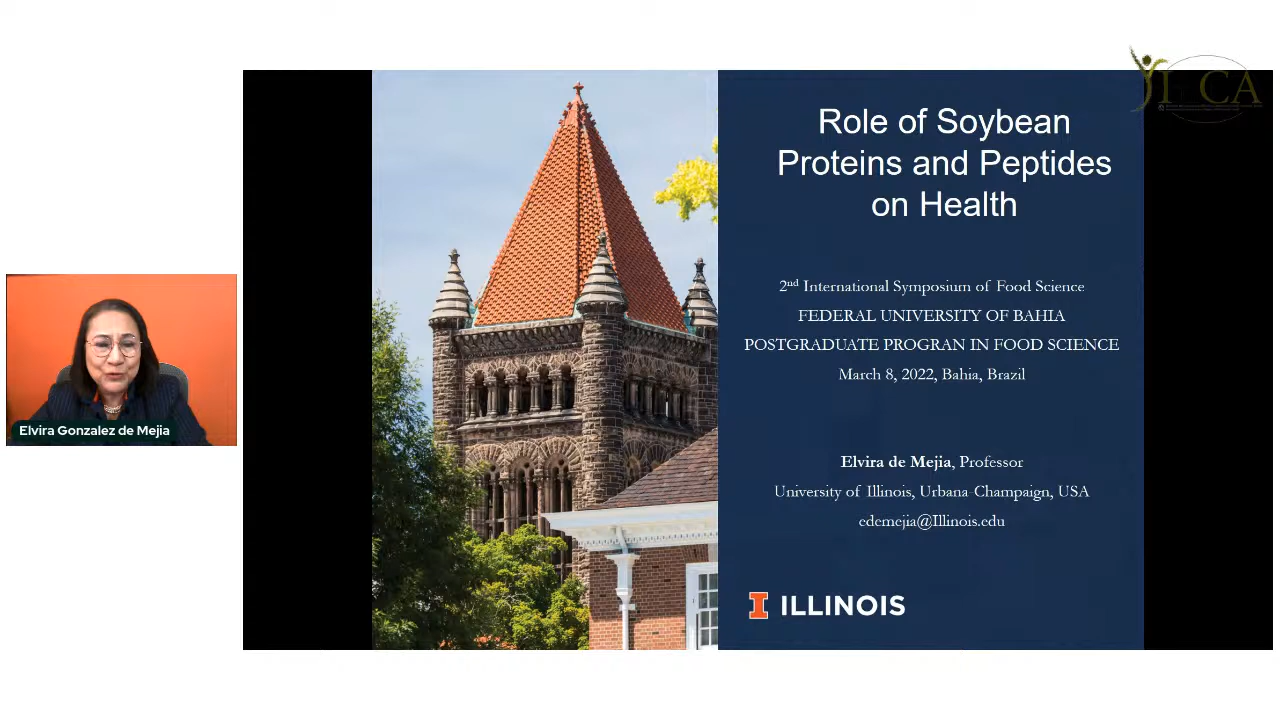 Role of Soybean
Proteins and Peptides
on Health
2nd International Symposium of Food Science
FEDERAL UNIVERSITY OF BAHIA
POSTGRADUATE PROGRAN IN FOOD SCIENCE
March 8, 2022, Bahia, Brazil
Elvira de Mejia, Professor
University of Illinois, Urbana-Champaign, USA
edemejia@Illinois.edu
I ILLINOIS
Elvira Gonzalez de Mejia